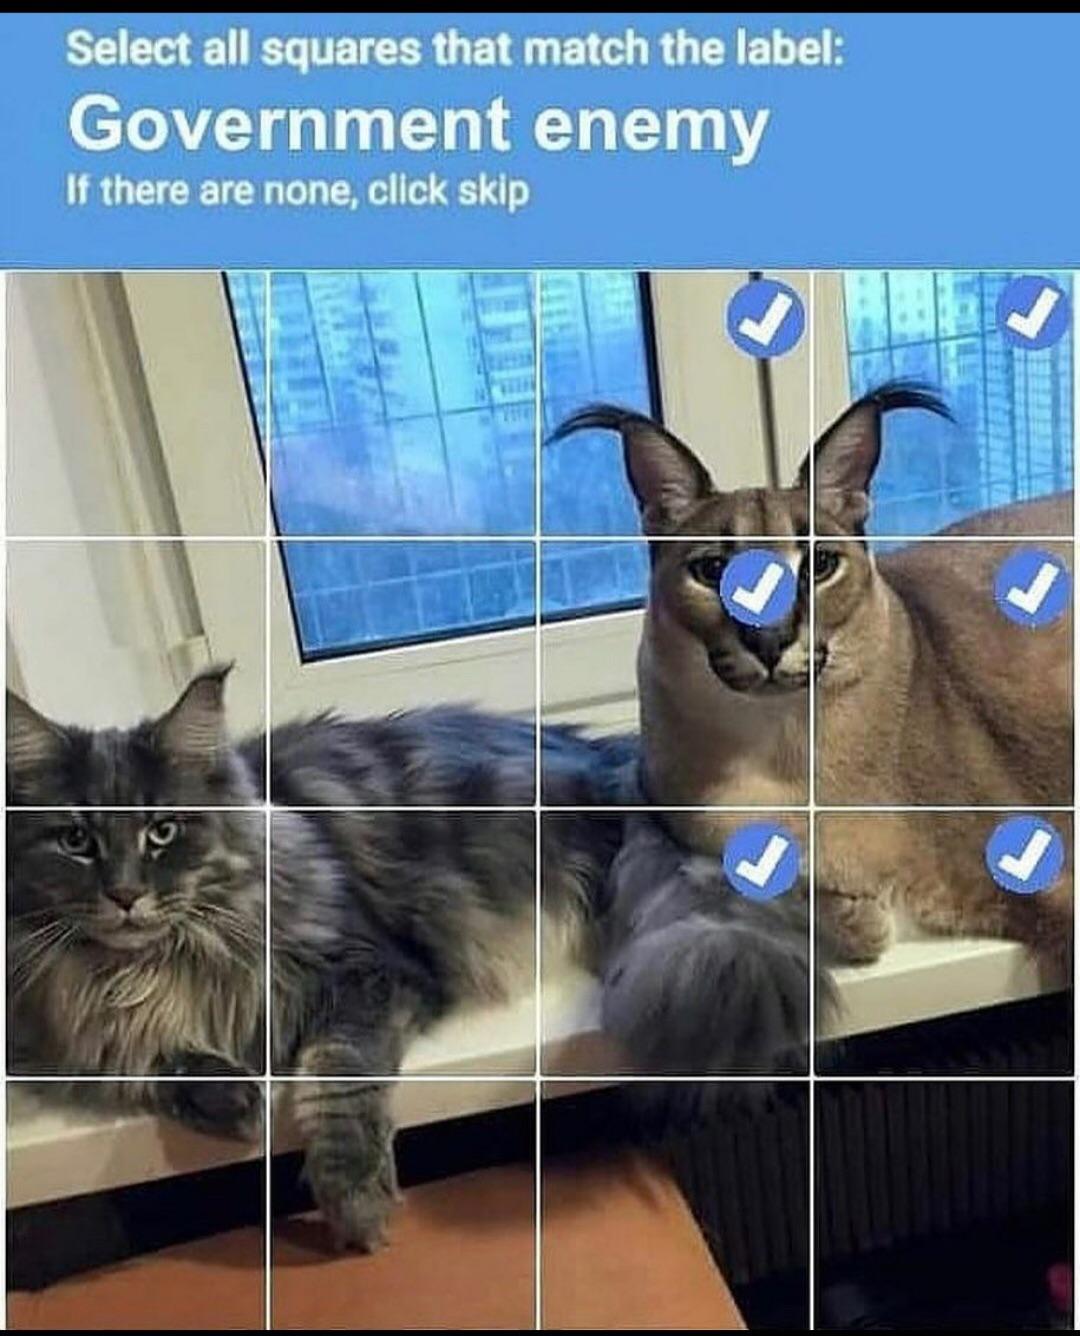 Select all squares that match the label:
Government enemy
If there are none, click skip